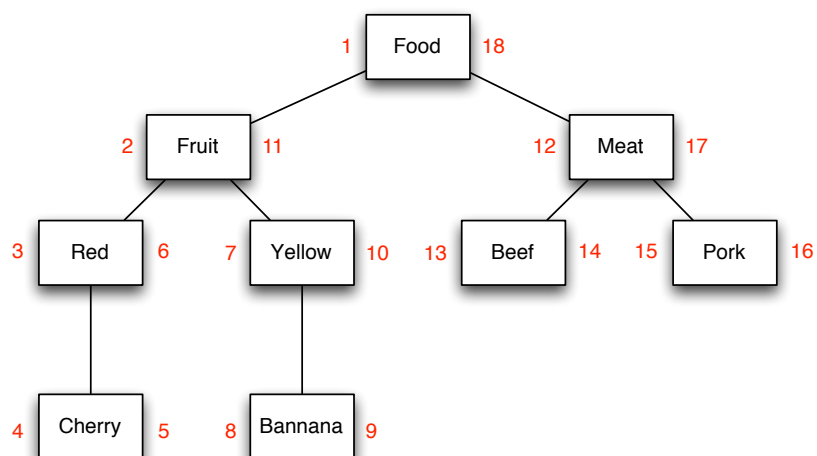 1 Food 18
2 Fruit 11 12 Meat 17
3 Red 6 7 Yellow 10 13 Beef 14 15 Pork 16
4 Cherry 5 8 Bannana 9